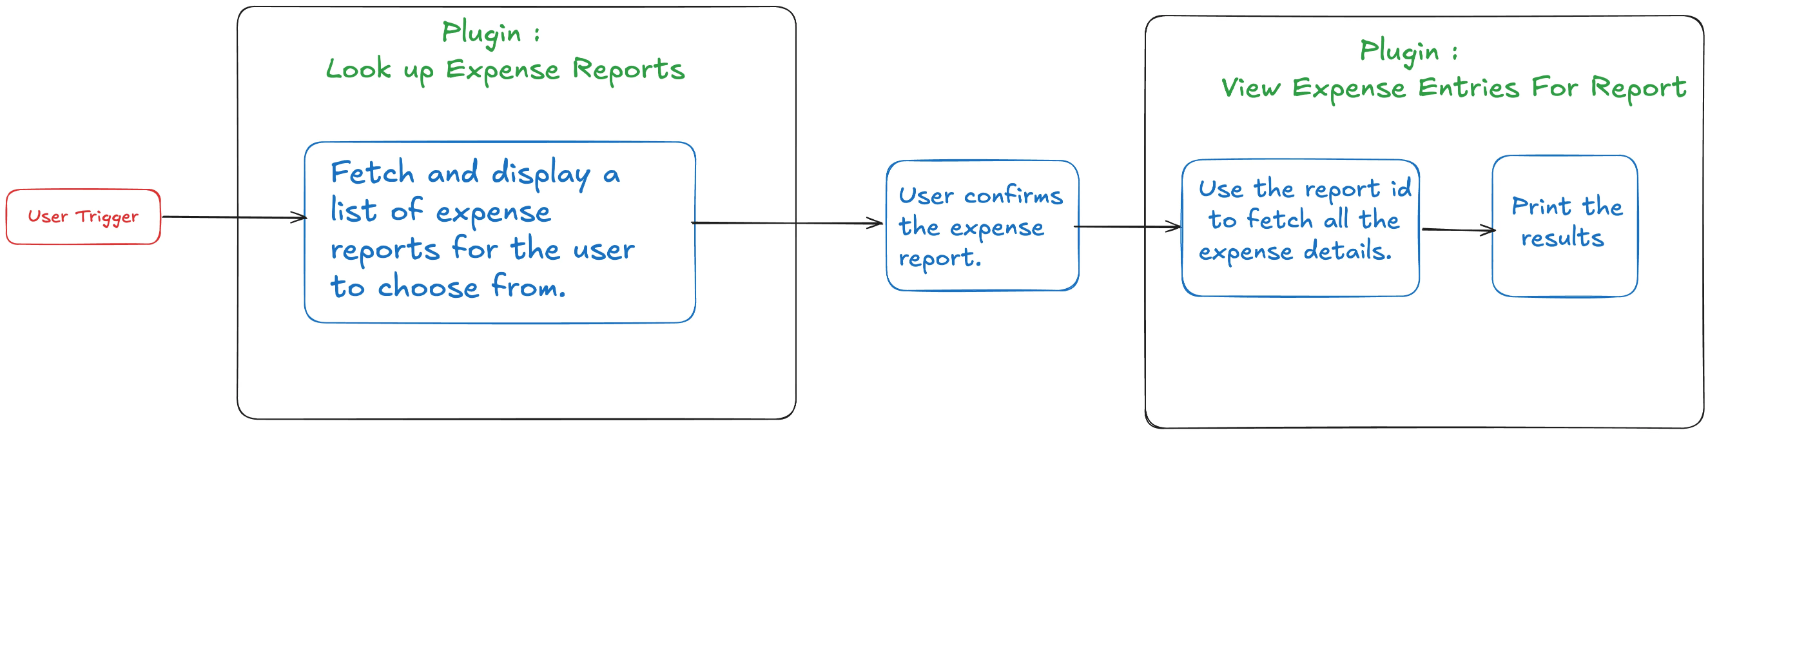 Plugin :
Look up Expense Reports
Plugin :
View Expense Entries For Report
User Trigger
Fetch and display a
list of expense
reports for the user
to choose from.
User confirms
the expense
report.
Use the report id
to fetch all the
expense details.
Print the
results